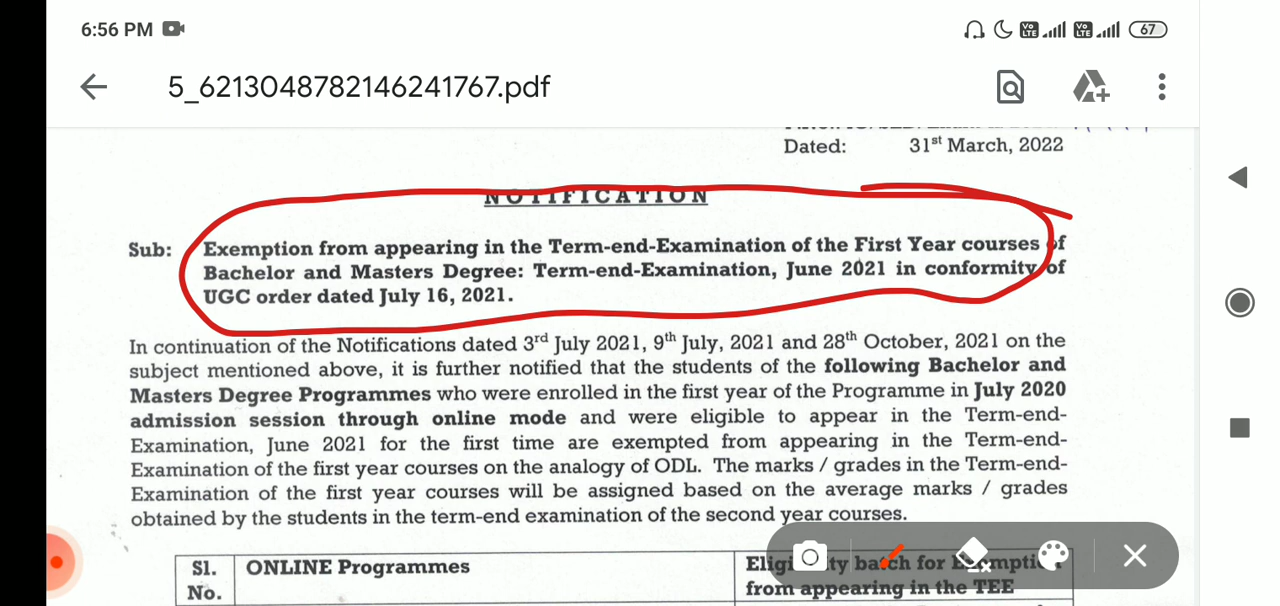 6:56 PM
Vo LTE Vo LTE 67
5_6213048782146241767.pdf
Dated: 31st March, 2022
NOTIFICATION
Sub: Exemption from appearing in the Term-end-Examination of the First Year courses of
Bachelor and Masters Degree: Term-end-Examination, June 2021 in conformity of
UGC order dated July 16, 2021.
In continuation of the Notifications dated 3rd July 2021, 9th July, 2021 and 28th October, 2021 on the
subject mentioned above, it is further notified that the students of the following Bachelor and
Masters Degree Programmes who were enrolled in the first year of the Programme in July 2020
admission session through online mode and were eligible to appear in the Term-end-
Examination, June 2021 for the first time are exempted from appearing in the Term-end-
Examination of the first year courses on the analogy of ODL. The marks / grades in the Term-end-
Examination of the first year courses will be assigned based on the average marks / grades
obtained by the students in the term-end examination of the second year courses.
Sl. ONLINE Programmes batch for
No. from appearing in the TEE